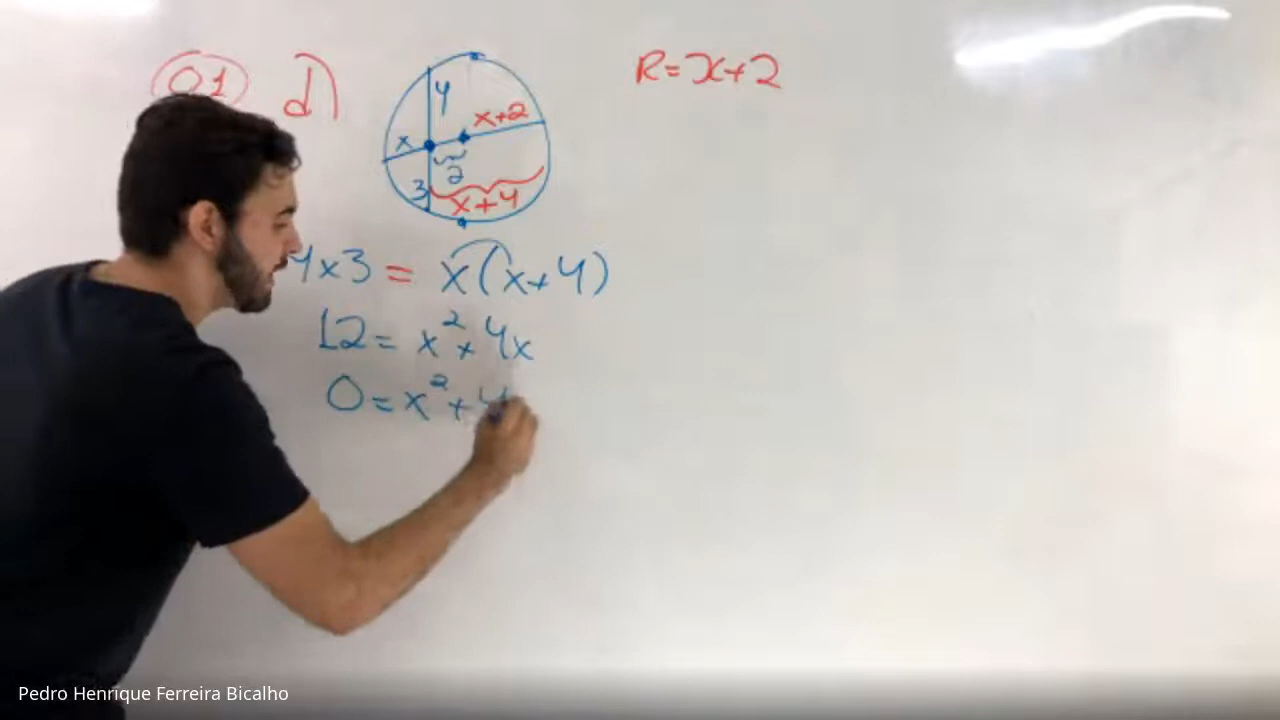 01 d)
R=x+2
4
x+2
x
2
3
x+4
4x3 = x(x+4)
12= x²+4x
0=x²+4
Pedro Henrique Ferreira Bicalho